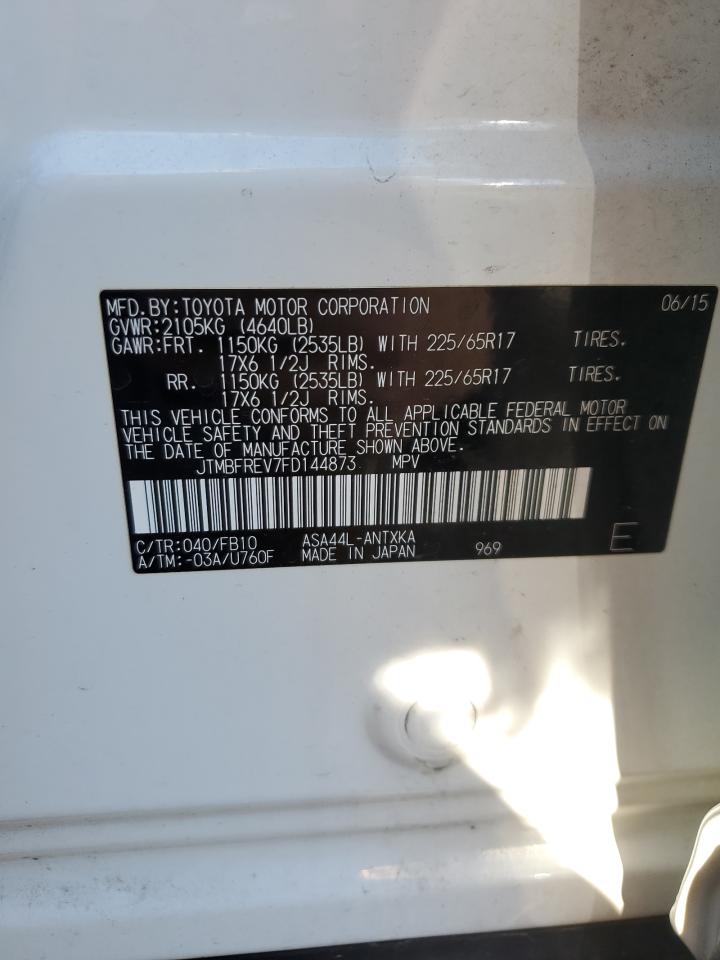 MFD.BY:TOYOTA MOTOR CORPORATION 06/15
GVWR:2105KG (4640LB)
GAWR:FRT. 1150KG (2535LB) WITH 225/65R17 TIRES.
17X6 1/2J RIMS.
RR. 1150KG (2535LB) WITH 225/65R17 TIRES.
17X6 1/2J RIMS.
THIS VEHICLE CONFORMS TO ALL APPLICABLE FEDERAL MOTOR
VEHICLE SAFETY AND THEFT PREVENTION STANDARDS IN EFFECT ON
THE DATE OF MANUFACTURE SHOWN ABOVE.
JTMBFREV7FD144873 MPV
C/TR:040/FB10 ASA44L-ANTXKA
A/TM:-03A/U760F MADE IN JAPAN 969 E